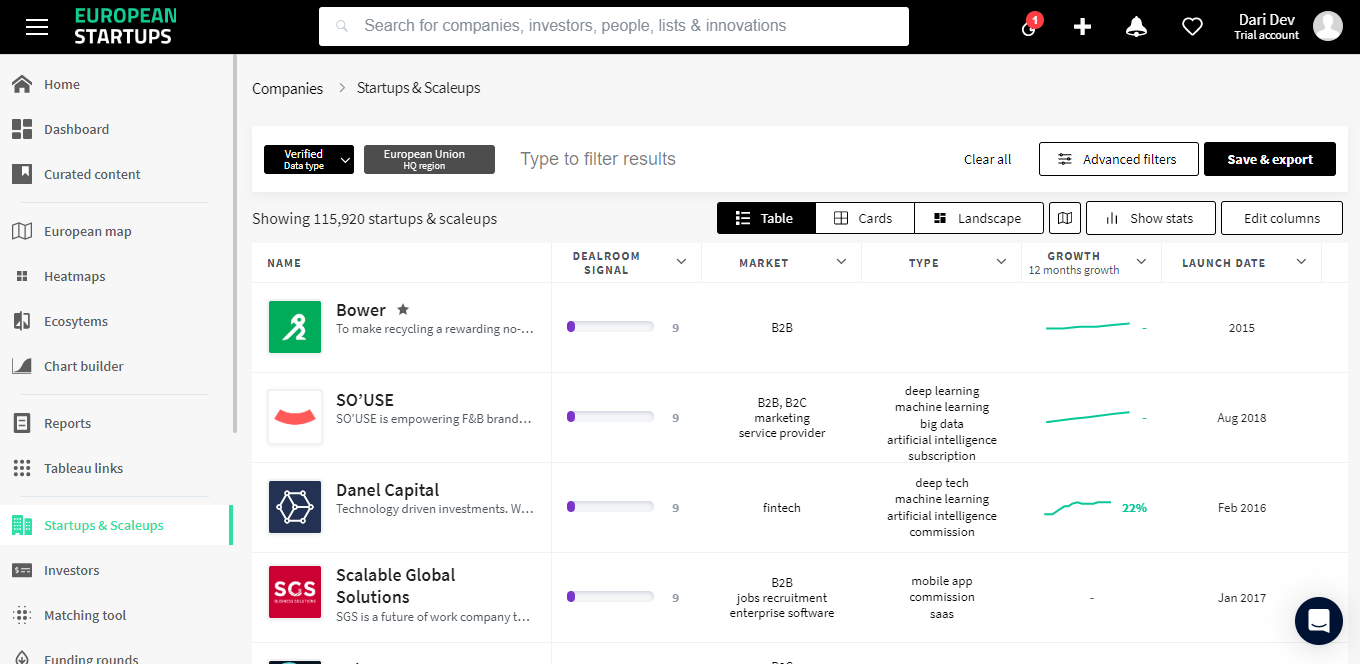 EUROPEAN
STARTUPS
Search for companies, investors, people, lists & innovations
1
Dari Dev
Trial account
Home
Dashboard
Curated content
European map
Heatmaps
Ecosytems
Chart builder
Reports
Tableau links
Startups & Scaleups
Investors
Matching tool
Funding rounds
Companies > Startups & Scaleups
Verified
Data type
European Union
HQ region
Type to filter results
Clear all
Advanced filters
Save & export
Showing 115,920 startups & scaleups
Table
Cards
Landscape
Show stats
Edit columns
NAME
DEALROOM
SIGNAL
MARKET
TYPE
GROWTH
12 months growth
LAUNCH DATE
Bower
To make recycling a rewarding no-...
9
B2B
-
2015
SO'USE
SO'USE is empowering F&B brand...
9
B2B, B2C
marketing
service provider
deep learning
machine learning
big data
artificial intelligence
subscription
-
Aug 2018
Danel Capital
Technology driven investments. W...
9
fintech
deep tech
machine learning
artificial intelligence
commission
22%
Feb 2016
SGS
BUSINESS SOLUTIONS
Scalable Global
Solutions
SGS is a future of work company t...
9
B2B
jobs recruitment
enterprise software
mobile app
commission
saas
-
Jan 2017